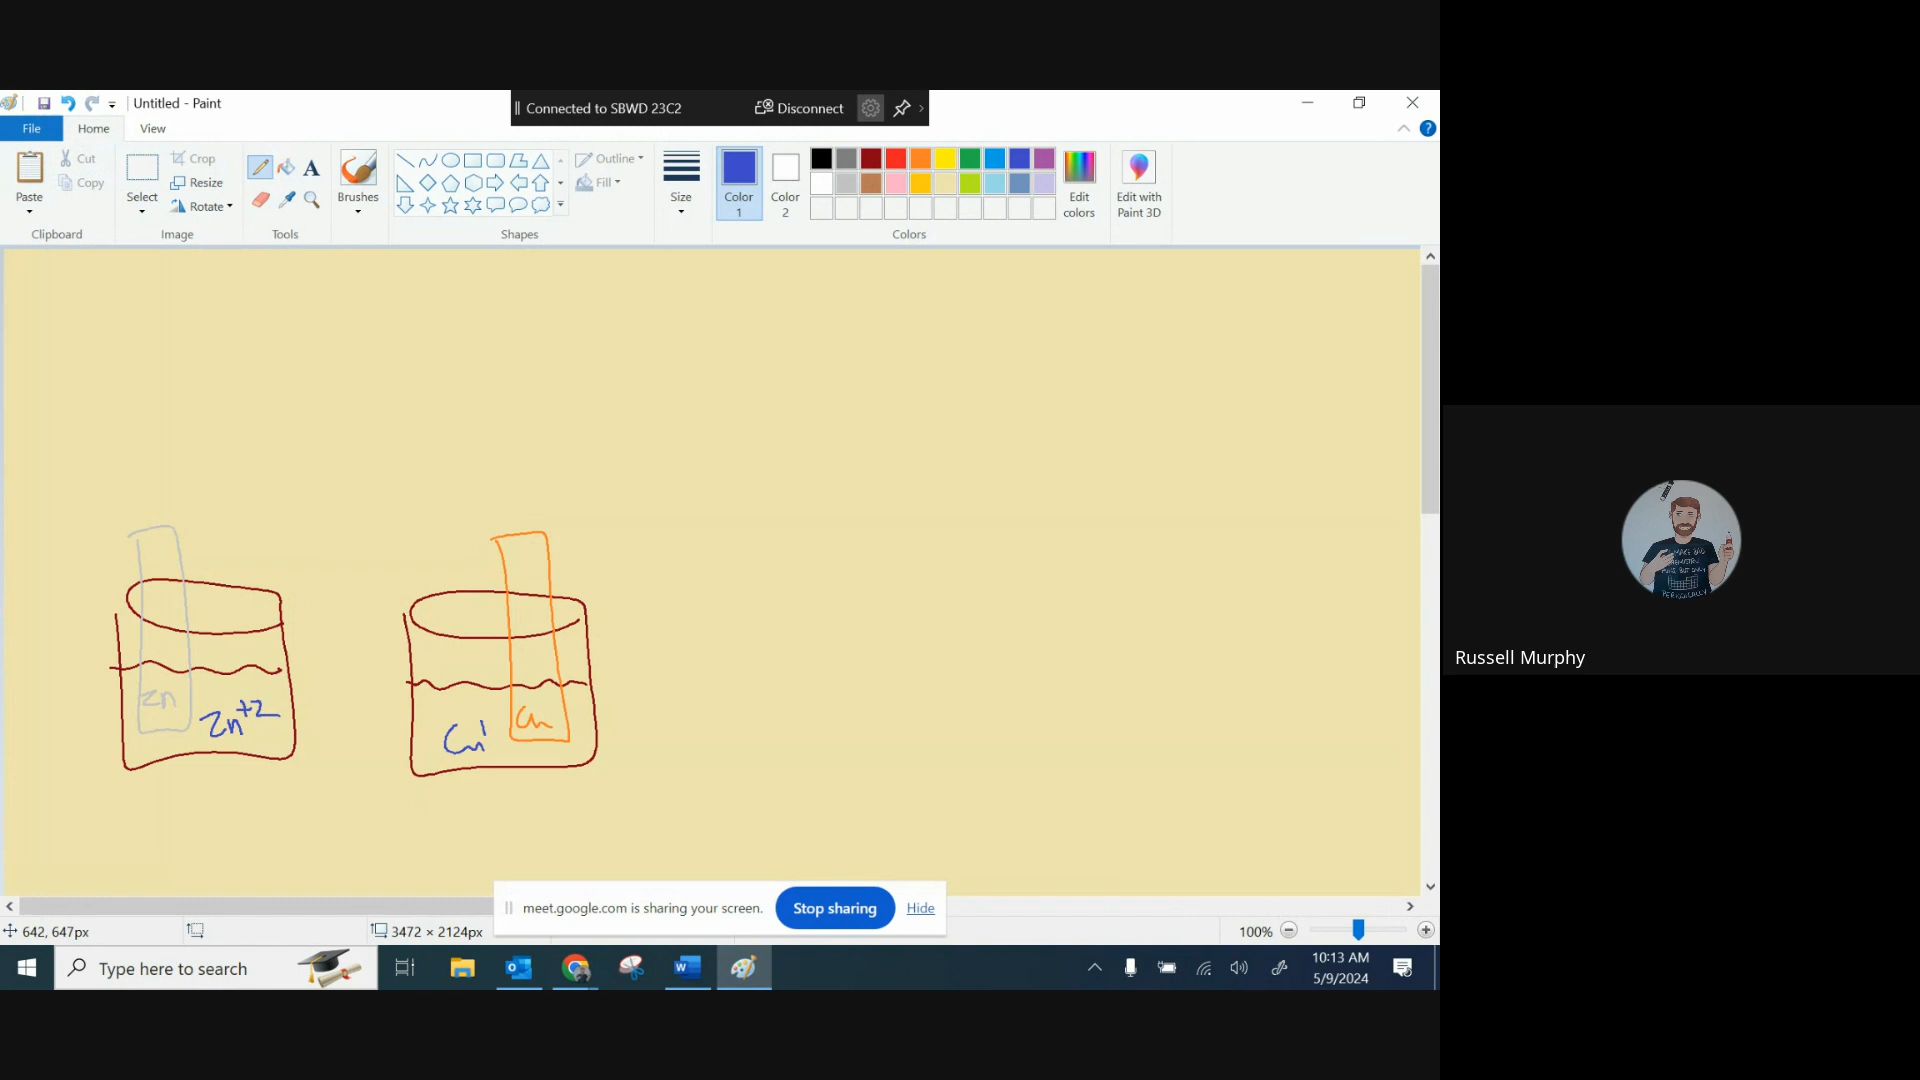 Untitled - Paint
Connected to SBWD 23C2
Disconnect
File
Home
View
Paste
Cut
Copy
Clipboard
Select
Crop
Resize
Rotate
Image
A
Tools
Brushes
Shapes
Outline
Fill
Size
Color 1
Color 2
Edit colors
Edit with Paint 3D
Colors
Zn
Zn+2
Cu
Cu
MAKE BAD
PERIODICALLY
Russell Murphy
meet.google.com is sharing your screen.
Stop sharing
Hide
642, 647px
3472 × 2124px
100%
Type here to search
10:13 AM
5/9/2024